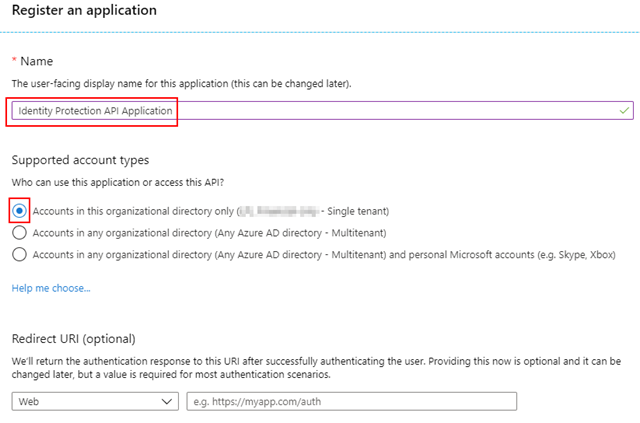 Register an application
* Name
The user-facing display name for this application (this can be changed later).
Identity Protection API Application
Supported account types
Who can use this application or access this API?
Accounts in this organizational directory only ( - Single tenant)
Accounts in any organizational directory (Any Azure AD directory - Multitenant)
Accounts in any organizational directory (Any Azure AD directory - Multitenant) and personal Microsoft accounts (e.g. Skype, Xbox)
Help me choose...
Redirect URI (optional)
We'll return the authentication response to this URI after successfully authenticating the user. Providing this now is optional and it can be
changed later, but a value is required for most authentication scenarios.
Web
e.g. https://myapp.com/auth